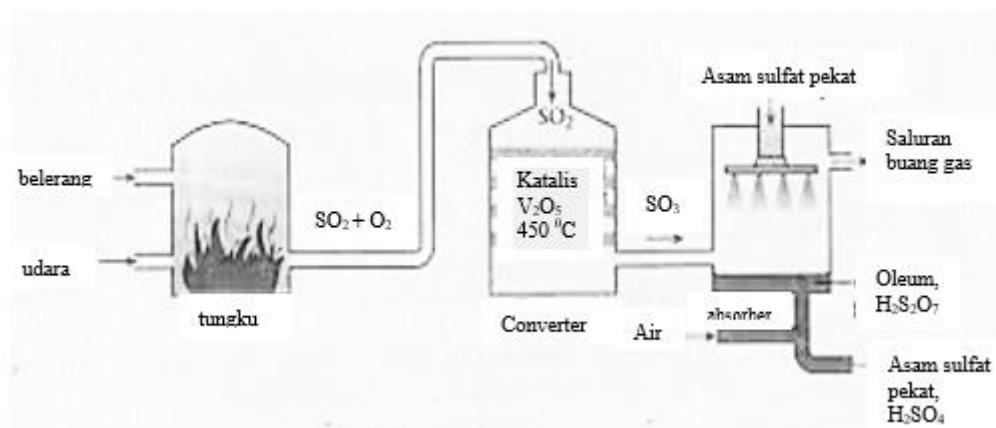 belerang
udara
tungku
SO₂ + O₂
SO₂
Katalis
V₂O₅
450 ⁰C
Converter
SO₃
Asam sulfat pekat
Saluran
buang gas
Oleum,
H₂S₂O₇
absorber
Air
Asam sulfat
pekat,
H₂SO₄